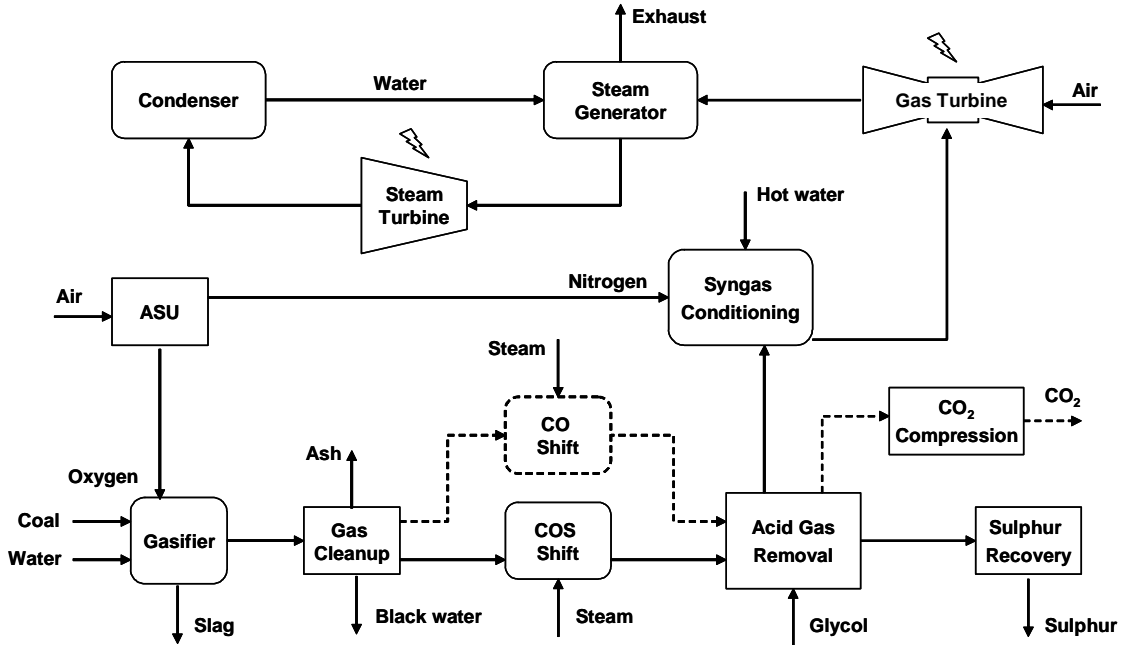 Exhaust
Condenser
Water
Steam
Generator
Gas Turbine
Air
Steam
Turbine
Hot water
Air
ASU
Nitrogen
Syngas
Conditioning
Steam
CO
Shift
CO2
Compression
CO2
Ash
Oxygen
Coal
Water
Gasifier
Gas
Cleanup
COS
Shift
Acid Gas
Removal
Sulphur
Recovery
Slag
Black water
Steam
Glycol
Sulphur